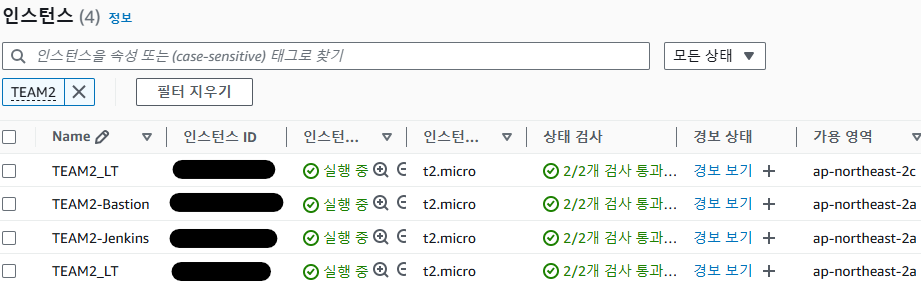 인스턴스 (4) 정보
인스턴스을 속성 또는 (case-sensitive) 태그로 찾기 모든 상태
TEAM2 필터 지우기
Name 인스턴스 ID 인스턴... 인스턴... 상태 검사 경보 상태 가용 영역
TEAM2_LT 실행 중 t2.micro 2/2개 검사 통과... 경보 보기 ap-northeast-2c
TEAM2-Bastion 실행 중 t2.micro 2/2개 검사 통과... 경보 보기 ap-northeast-2a
TEAM2-Jenkins 실행 중 t2.micro 2/2개 검사 통과... 경보 보기 ap-northeast-2a
TEAM2_LT 실행 중 t2.micro 2/2개 검사 통과... 경보 보기 ap-northeast-2a